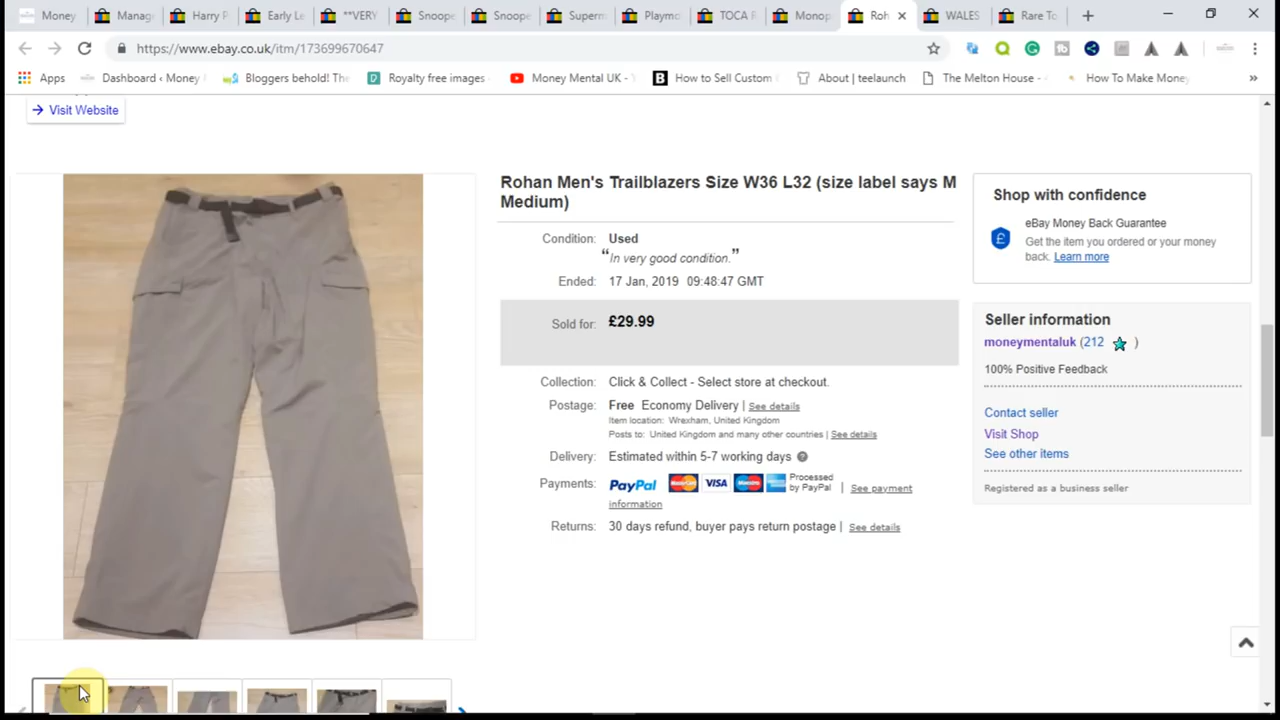 Money
Manag
Harry P
Early Le
**VERY
Snoope
Snoope
Superm
Playmo
TOCA R
Monop
Roh
WALES
Rare To
https://www.ebay.co.uk/itm/173699670647
Apps
Dashboard ‹ Money
Bloggers behold! The
Royalty free images
Money Mental UK -
How to Sell Custom
About | teelaunch
The Melton House -
How To Make Money
→ Visit Website
Rohan Men's Trailblazers Size W36 L32 (size label says M
Medium)
Condition: Used
“In very good condition.”
Ended: 17 Jan, 2019 09:48:47 GMT
Sold for: £29.99
Collection: Click & Collect - Select store at checkout.
Postage: Free Economy Delivery | See details
Item location: Wrexham, United Kingdom
Posts to: United Kingdom and many other countries | See details
Delivery: Estimated within 5-7 working days
Payments: PayPal MasterCard VISA Maestro Processed
by PayPal | See payment
information
Returns: 30 days refund, buyer pays return postage | See details
Shop with confidence
eBay Money Back Guarantee
Get the item you ordered or your money
back. Learn more
Seller information
moneymentaluk (212 )
100% Positive Feedback
Contact seller
Visit Shop
See other items
Registered as a business seller